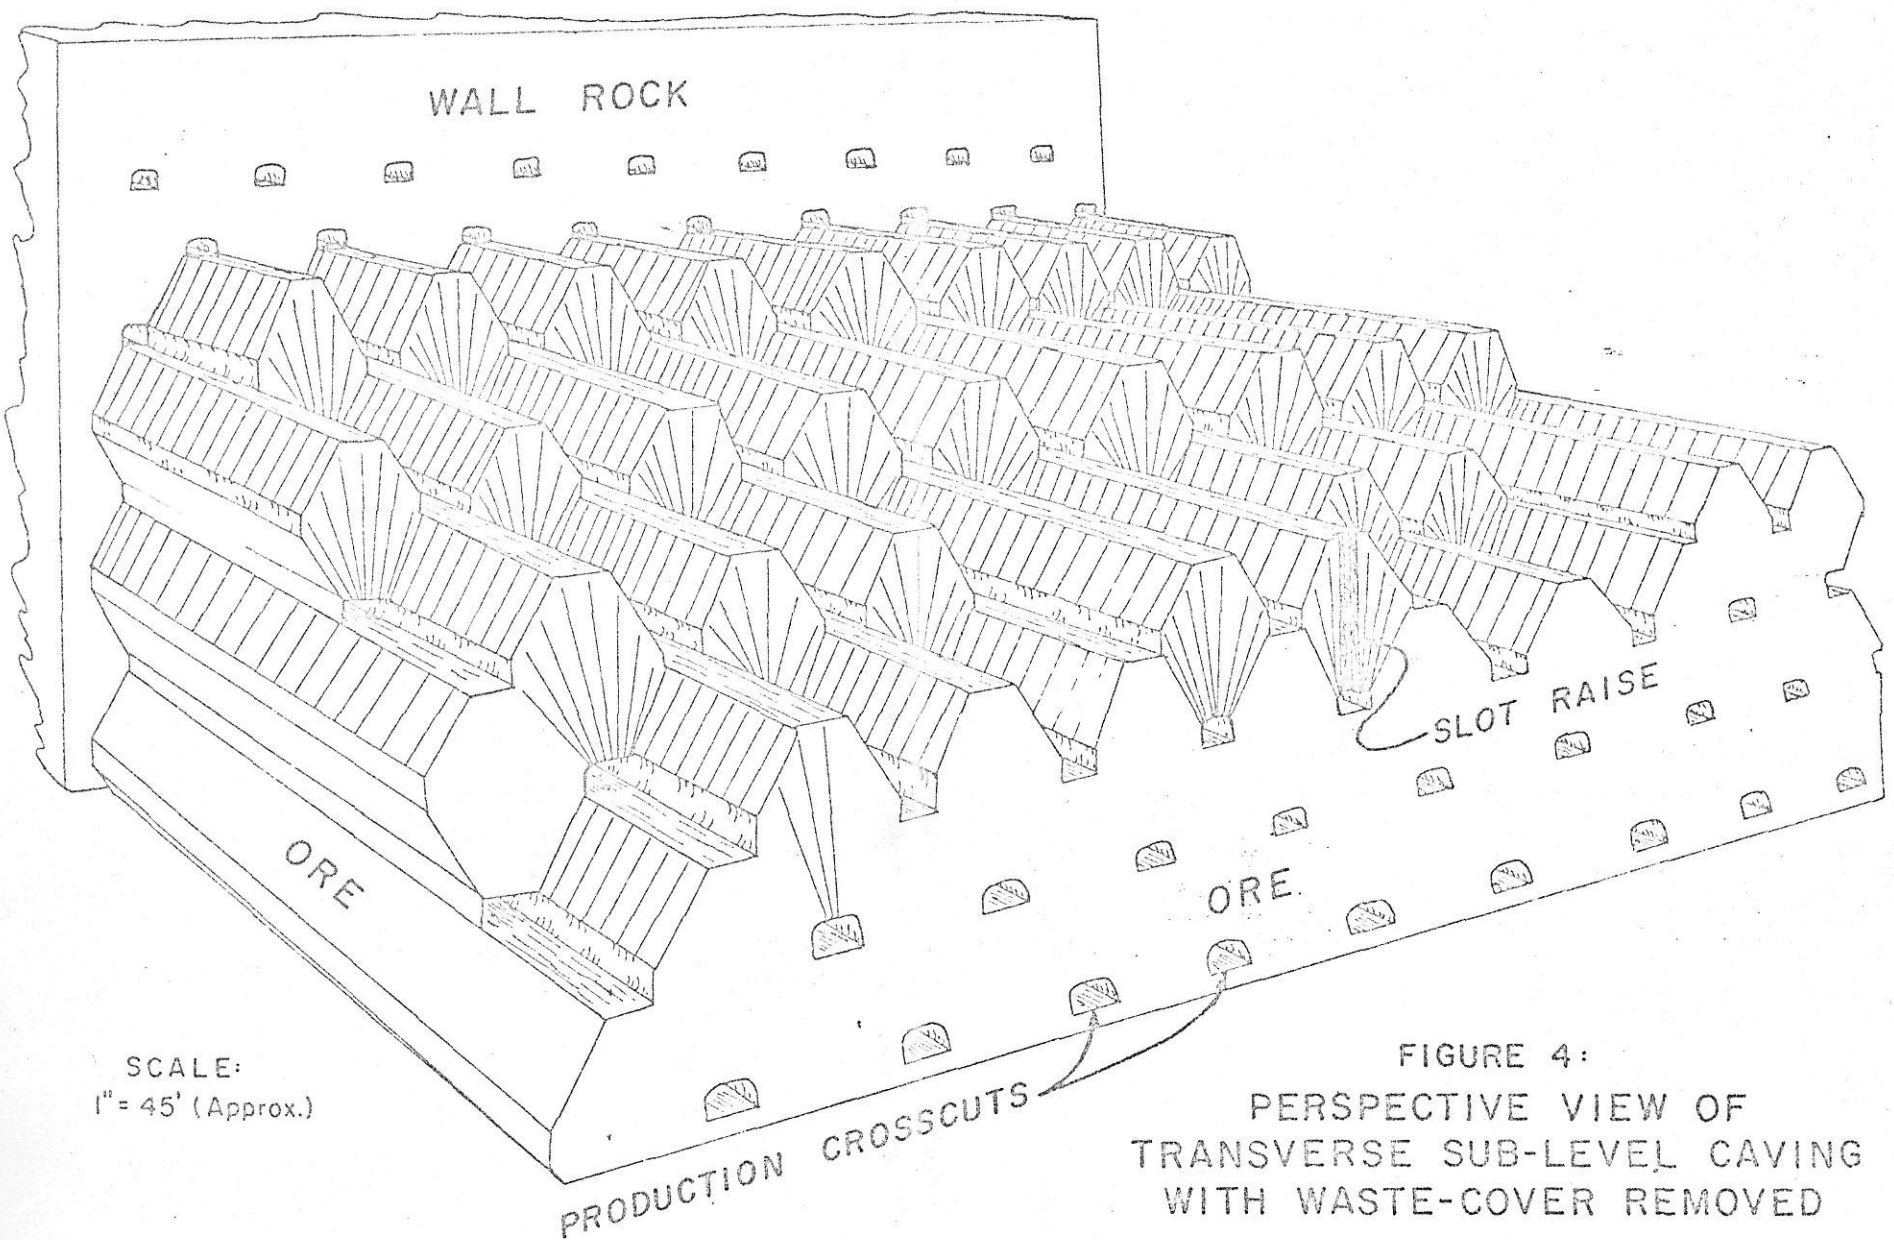 WALL ROCK
SLOT RAISE
ORE
ORE.
PRODUCTION CROSSCUTS
SCALE:
1" = 45' (Approx.)
FIGURE 4:
PERSPECTIVE VIEW OF
TRANSVERSE SUB-LEVEL CAVING
WITH WASTE-COVER REMOVED